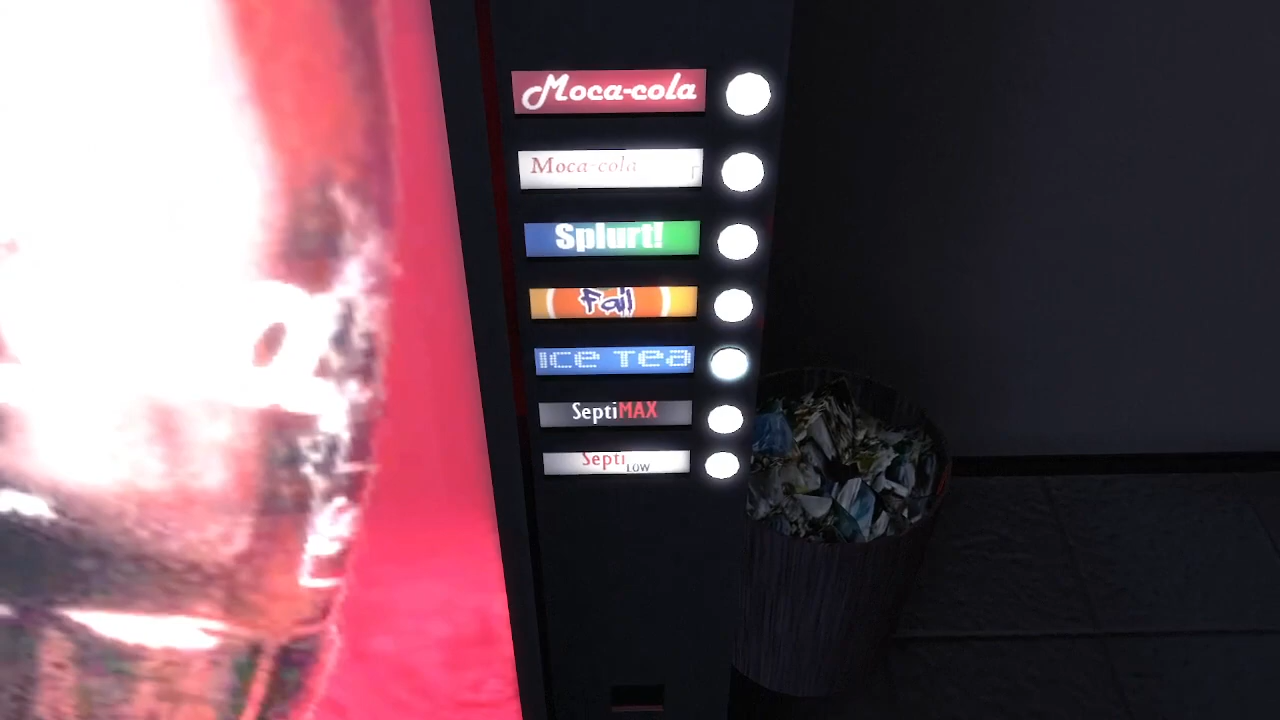 Moca-cola
Moca-cola
Splurt!
Fail
ICE TEA
SeptiMAX
Septi LOW